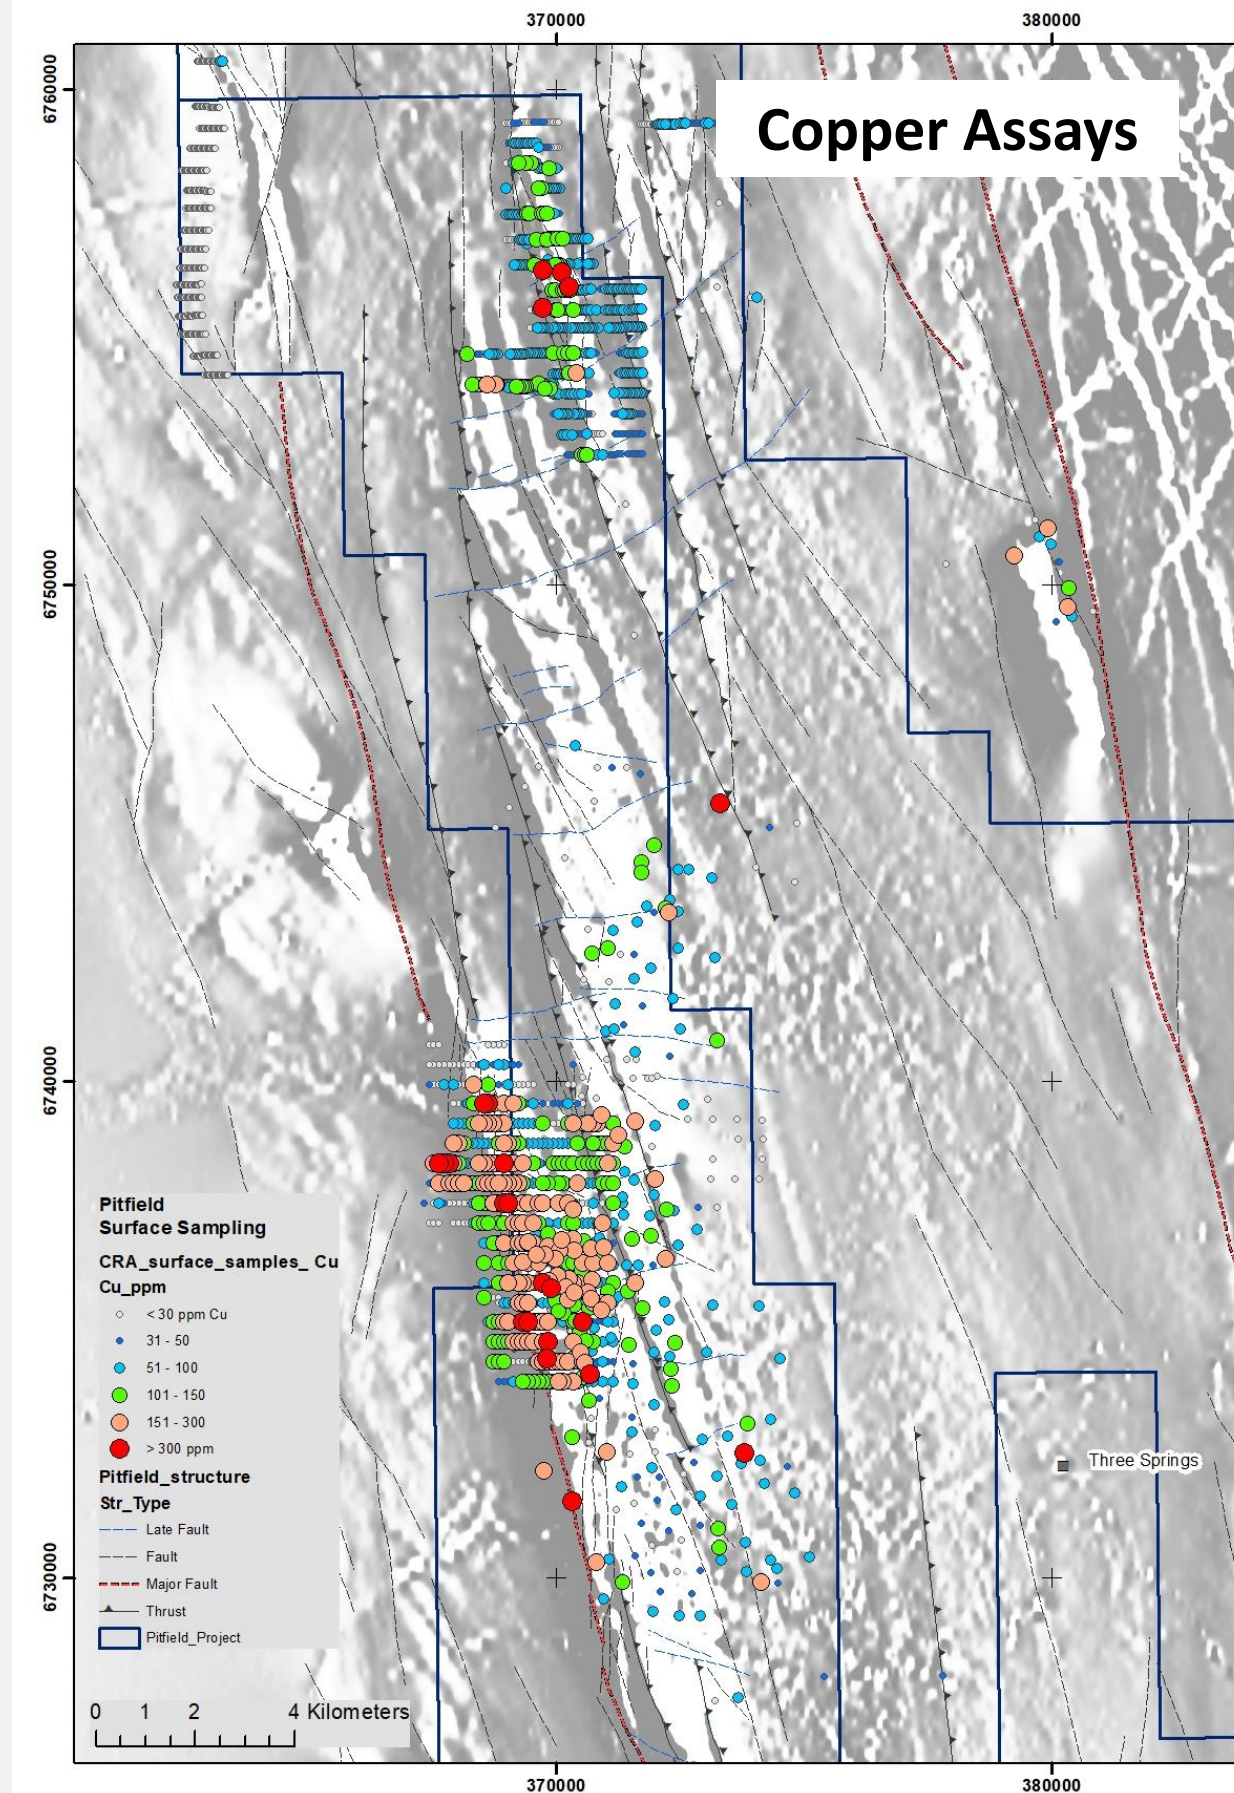 370000 380000
Copper Assays
6760000
6750000
6740000
6730000
Pitfield
Surface Sampling
CRA_surface_samples_ Cu
Cu_ppm
< 30 ppm Cu
31 - 50
51 - 100
101 - 150
151 - 300
> 300 ppm
Pitfield_structure
Str_Type
Late Fault
Fault
Major Fault
Thrust
Pitfield_Project
Three Springs
0 1 2 4 Kilometers
370000 380000